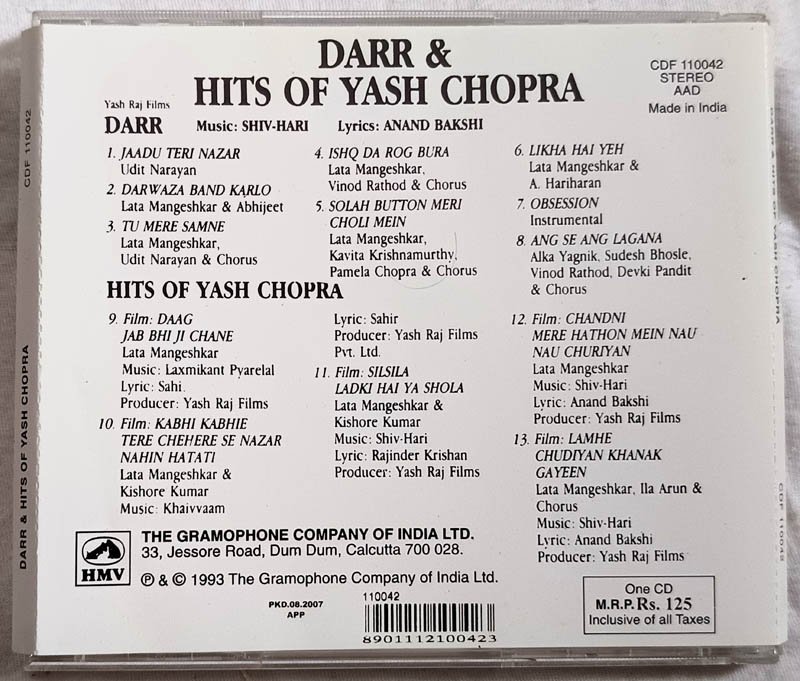 DARR &
HITS OF YASH CHOPRA
CDF 110042
STEREO
AAD
Made in India
Yash Raj Films
DARR Music: SHIV-HARI Lyrics: ANAND BAKSHI
1. JAADU TERI NAZAR
Udit Narayan
2. DARWAZA BAND KARLO
Lata Mangeshkar & Abhijeet
3. TU MERE SAMNE
Lata Mangeshkar,
Udit Narayan & Chorus
4. ISHQ DA ROG BURA
Lata Mangeshkar,
Vinod Rathod & Chorus
5. SOLAH BUTTON MERI
CHOLI MEIN
Lata Mangeshkar,
Kavita Krishnamurthy,
Pamela Chopra & Chorus
6. LIKHA HAI YEH
Lata Mangeshkar &
A. Hariharan
7. OBSESSION
Instrumental
8. ANG SE ANG LAGANA
Alka Yagnik, Sudesh Bhosle,
Vinod Rathod, Devki Pandit
& Chorus
HITS OF YASH CHOPRA
9. Film: DAAG
JAB BHI JI CHANE
Lata Mangeshkar
Music: Laxmikant Pyarelal
Lyric: Sahi.
Producer: Yash Raj Films
10. Film: KABHI KABHIE
TERE CHEHERE SE NAZAR
NAHIN HATATI
Lata Mangeshkar &
Kishore Kumar
Music: Khaivvaam
Lyric: Sahir
Producer: Yash Raj Films
Pvt. Ltd.
11. Film: SILSILA
LADKI HAI YA SHOLA
Lata Mangeshkar &
Kishore Kumar
Music: Shiv-Hari
Lyric: Rajinder Krishan
Producer: Yash Raj Films
12. Film: CHANDNI
MERE HATHON MEIN NAU
NAU CHURIYAN
Lata Mangeshkar
Music: Shiv-Hari
Lyric: Anand Bakshi
Producer: Yash Raj Films
13. Film: LAMHE
CHUDIYAN KHANAK
GAYEEN
Lata Mangeshkar, Ila Arun &
Chorus
Music: Shiv-Hari
Lyric: Anand Bakshi
Producer: Yash Raj Films
HMV
THE GRAMOPHONE COMPANY OF INDIA LTD.
33, Jessore Road, Dum Dum, Calcutta 700 028.
℗ & © 1993 The Gramophone Company of India Ltd.
PKD.08.2007
APP
110042
8901112100423
One CD
M.R.P. Rs. 125
Inclusive of all Taxes
DARR & HITS OF YASH CHOPRA CDF 110042
DARR & HITS OF YASH CHOPRA CDF 110042